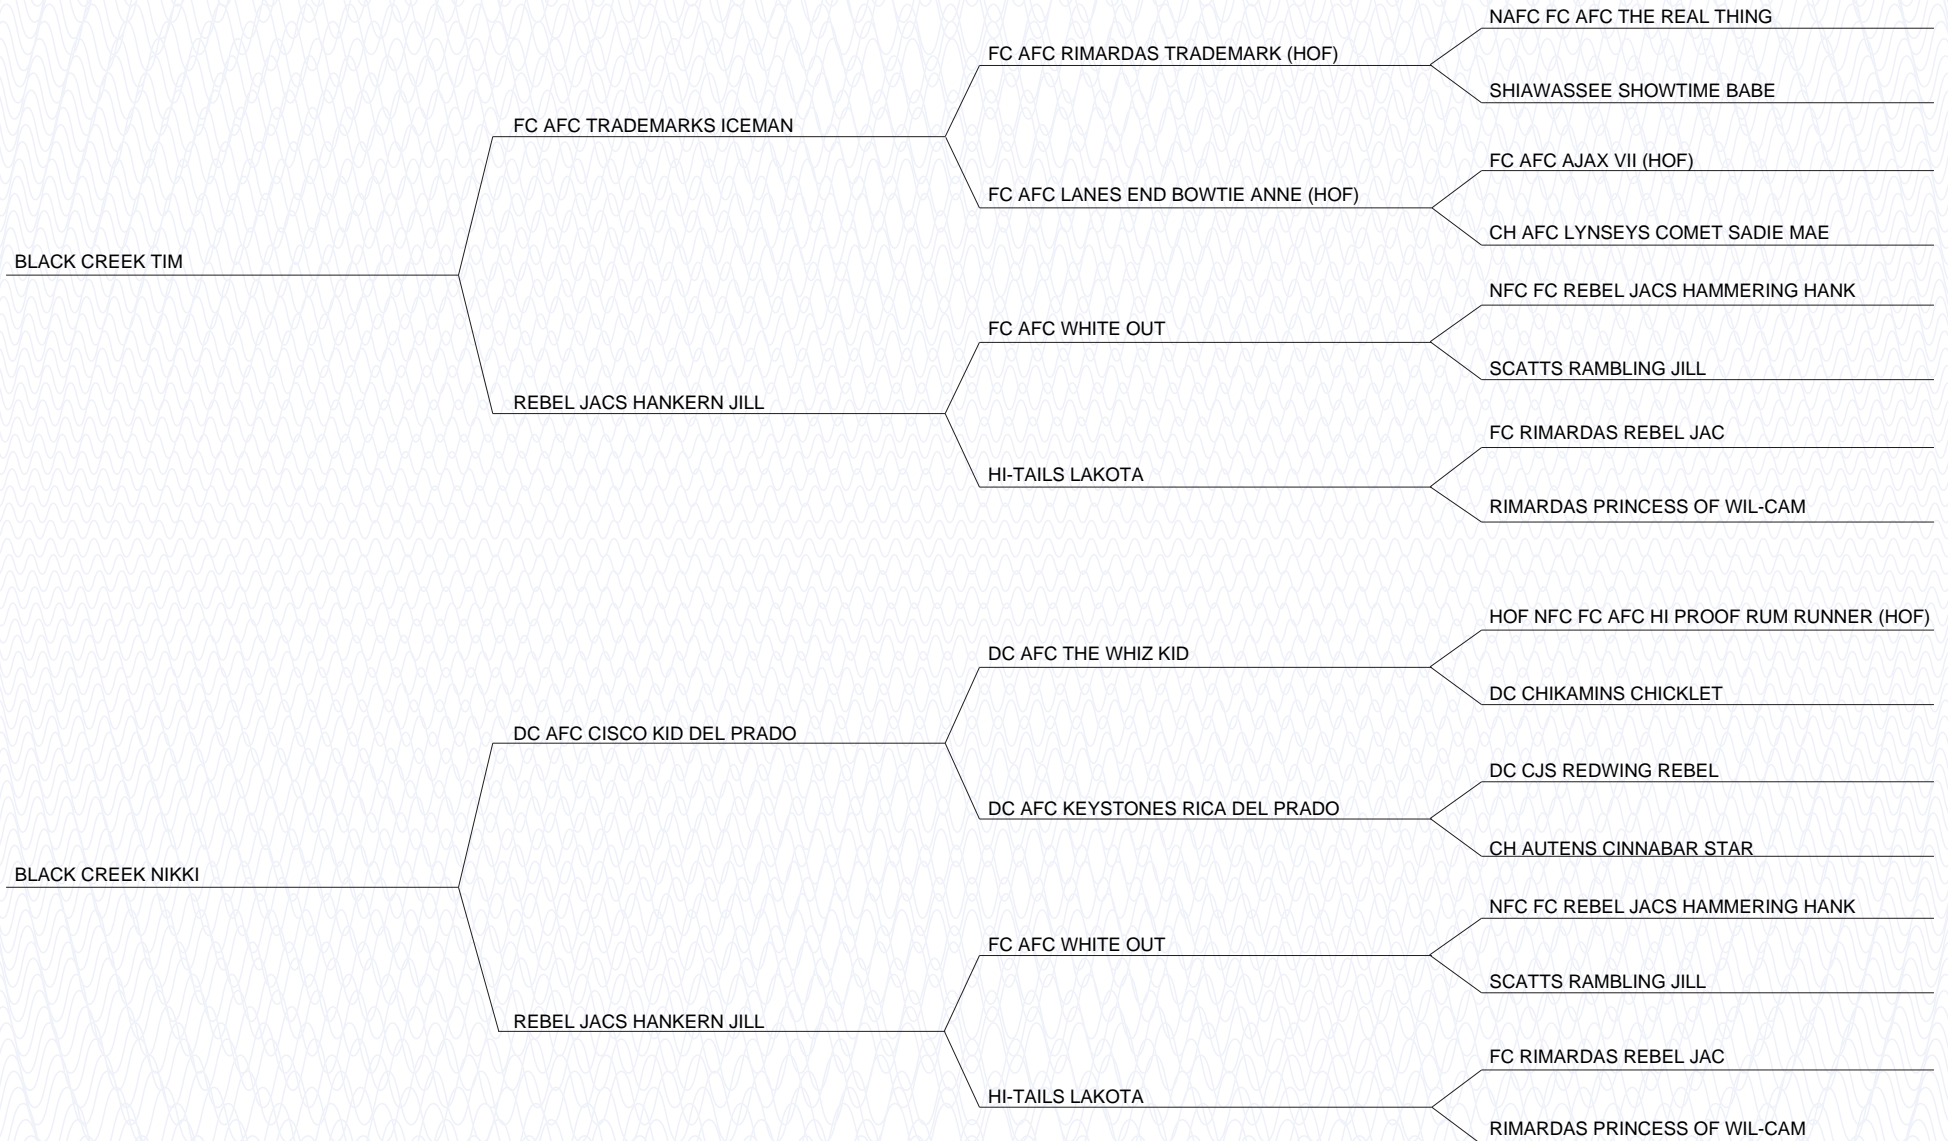 NAFC FC AFC THE REAL THING
FC AFC RIMARDAS TRADEMARK (HOF)
SHIAWASSEE SHOWTIME BABE
FC AFC TRADEMARKS ICEMAN
FC AFC AJAX VII (HOF)
FC AFC LANES END BOWTIE ANNE (HOF)
CH AFC LYNSEYS COMET SADIE MAE
BLACK CREEK TIM
NFC FC REBEL JACS HAMMERING HANK
FC AFC WHITE OUT
SCATTS RAMBLING JILL
REBEL JACS HANKERN JILL
FC RIMARDAS REBEL JAC
HI-TAILS LAKOTA
RIMARDAS PRINCESS OF WIL-CAM
HOF NFC FC AFC HI PROOF RUM RUNNER (HOF)
DC AFC THE WHIZ KID
DC CHIKAMINS CHICKLET
DC AFC CISCO KID DEL PRADO
DC CJS REDWING REBEL
DC AFC KEYSTONES RICA DEL PRADO
CH AUTENS CINNABAR STAR
BLACK CREEK NIKKI
NFC FC REBEL JACS HAMMERING HANK
FC AFC WHITE OUT
SCATTS RAMBLING JILL
REBEL JACS HANKERN JILL
FC RIMARDAS REBEL JAC
HI-TAILS LAKOTA
RIMARDAS PRINCESS OF WIL-CAM